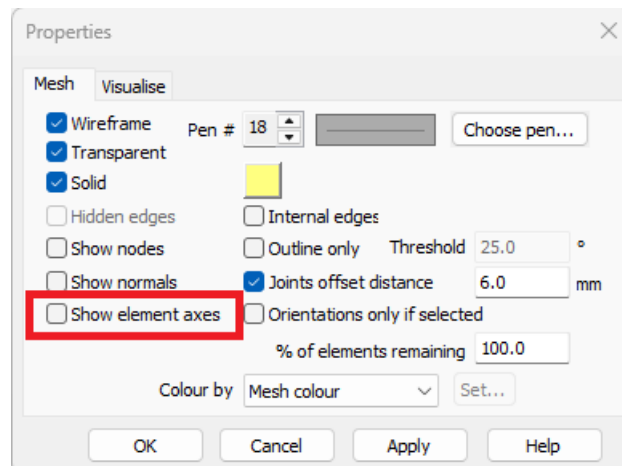 Properties
Mesh Visualise
Wireframe Pen # 18 Choose pen...
Transparent
Solid
Hidden edges Internal edges
Show nodes Outline only Threshold 25.0 °
Show normals Joints offset distance 6.0 mm
Show element axes Orientations only if selected
% of elements remaining 100.0
Colour by Mesh colour Set...
OK Cancel Apply Help